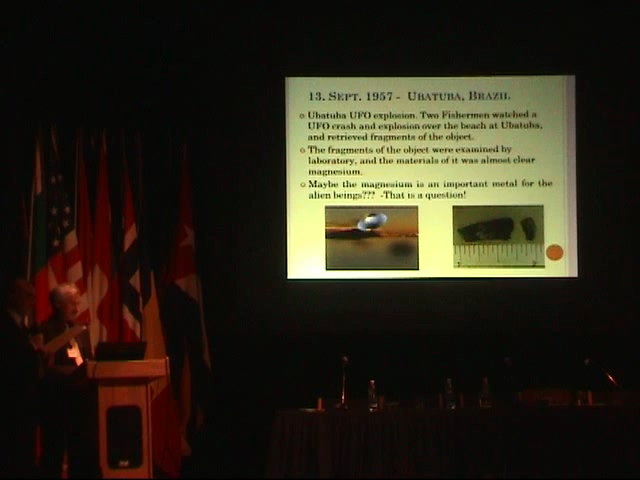 13. Sept. 1957 - Ubatuba, Brazil.
Ubatuba UFO explosion. Two Fishermen watched a
UFO crash and explosion over the beach at Ubatuba,
and retrieved fragments of the object.
The fragments of the object were examined by
laboratory, and the materials of it was almost clear
magnesium.
Maybe the magnesium is an important metal for the
alien beings??? -That is a question!